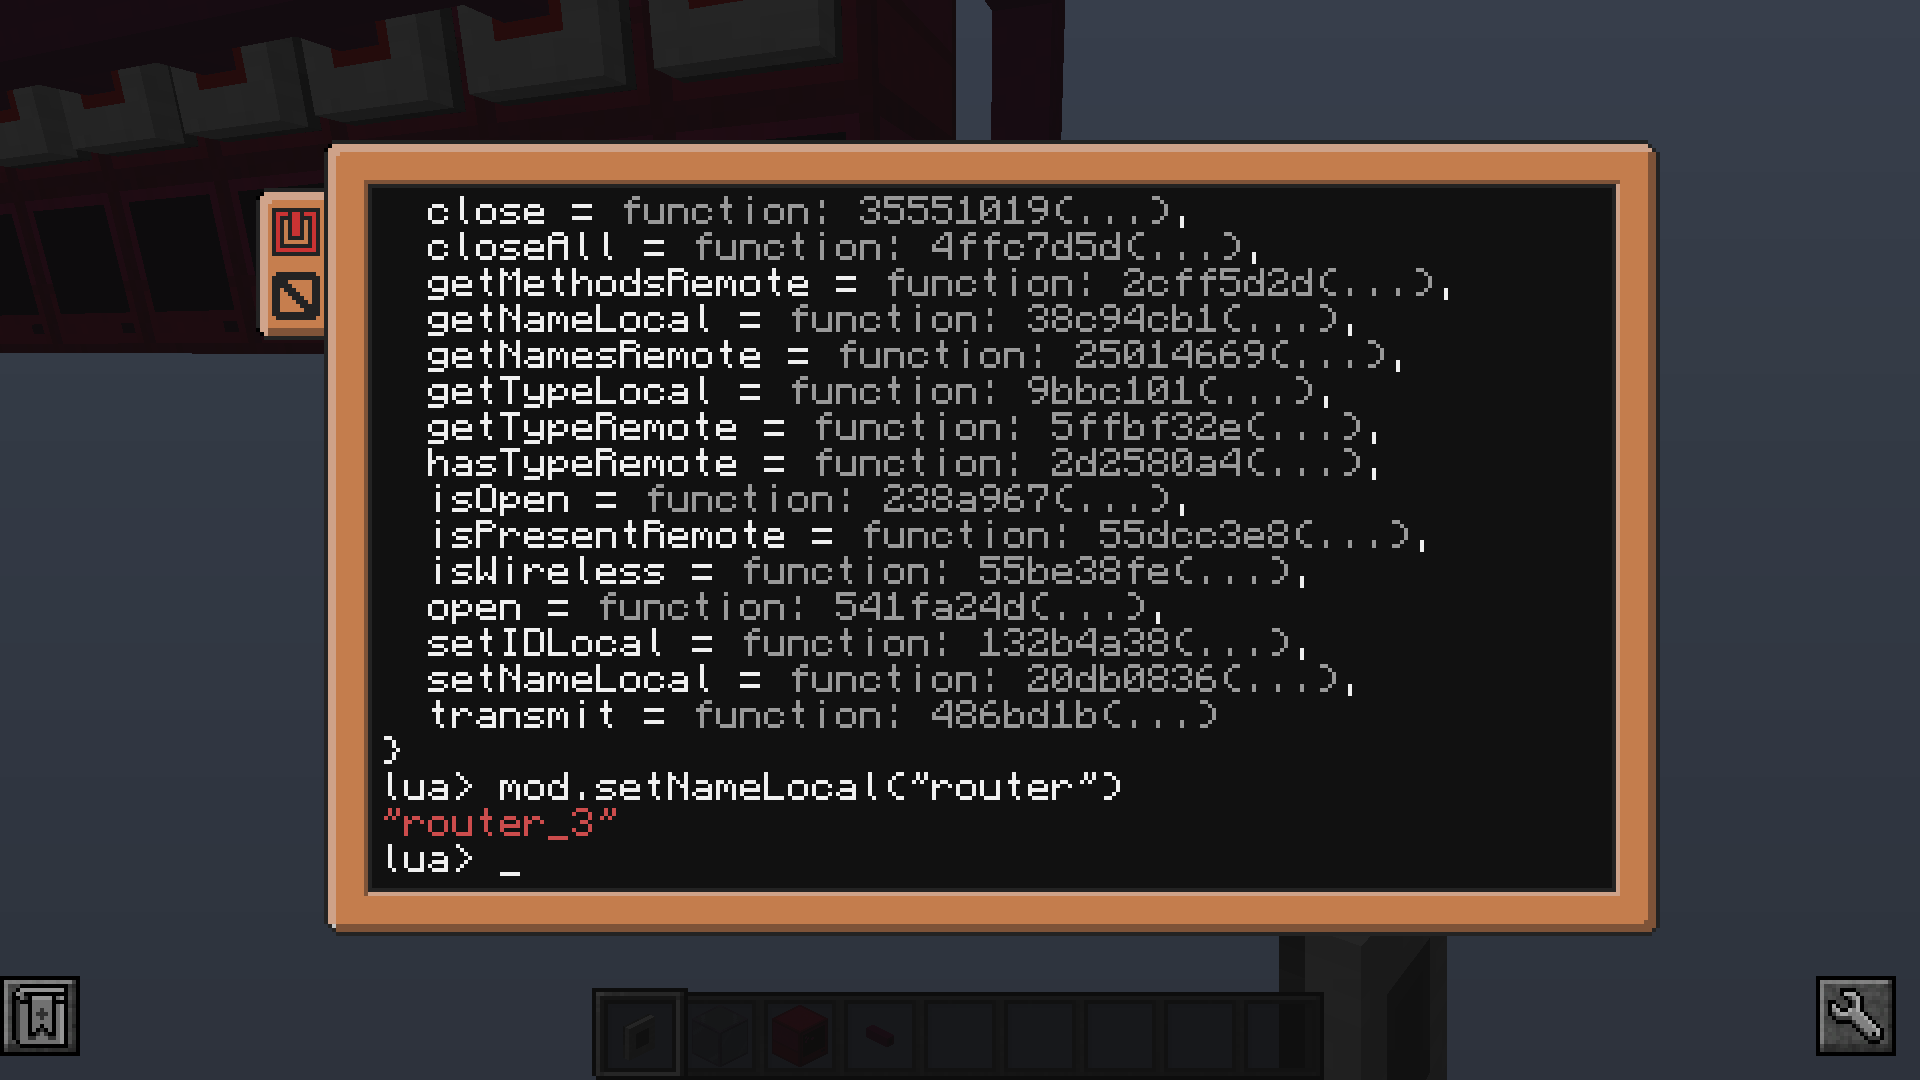 close = function: 35551019(...),
closeAll = function: 4ffc7d5d(...),
getMethodsRemote = function: 2cff5d2d(...),
getNameLocal = function: 38c94cb1(...),
getNamesRemote = function: 25014669(...),
getTypeLocal = function: 9bbc101(...),
getTypeRemote = function: 5ffbf32e(...),
hasTypeRemote = function: 2d2580a4(...),
isOpen = function: 238a967(...),
isPresentRemote = function: 55dcc3e8(...),
isWireless = function: 55be38fe(...),
open = function: 541fa24d(...),
setIDLocal = function: 132b4a38(...),
setNameLocal = function: 20db0836(...),
transmit = function: 486bd1b(...)
}
lua> mod.setNameLocal("router")
"router_3"
lua> _